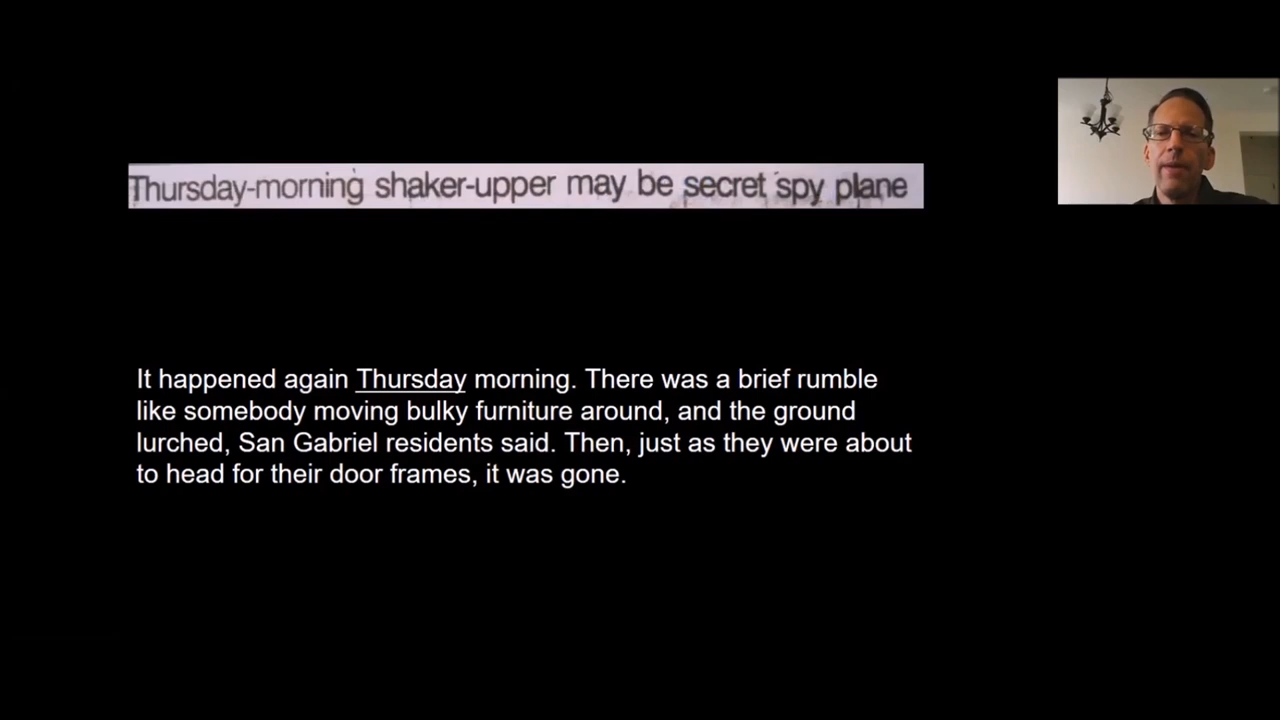 Thursday-morning shaker-upper may be secret spy plane
It happened again Thursday morning. There was a brief rumble
like somebody moving bulky furniture around, and the ground
lurched, San Gabriel residents said. Then, just as they were about
to head for their door frames, it was gone.